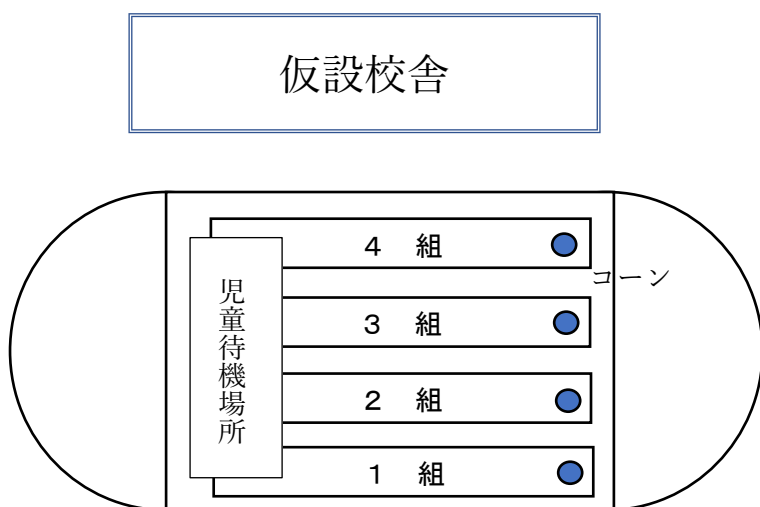 仮設校舎
４　組
コーン
児童待機場所
３　組
２　組
１　組